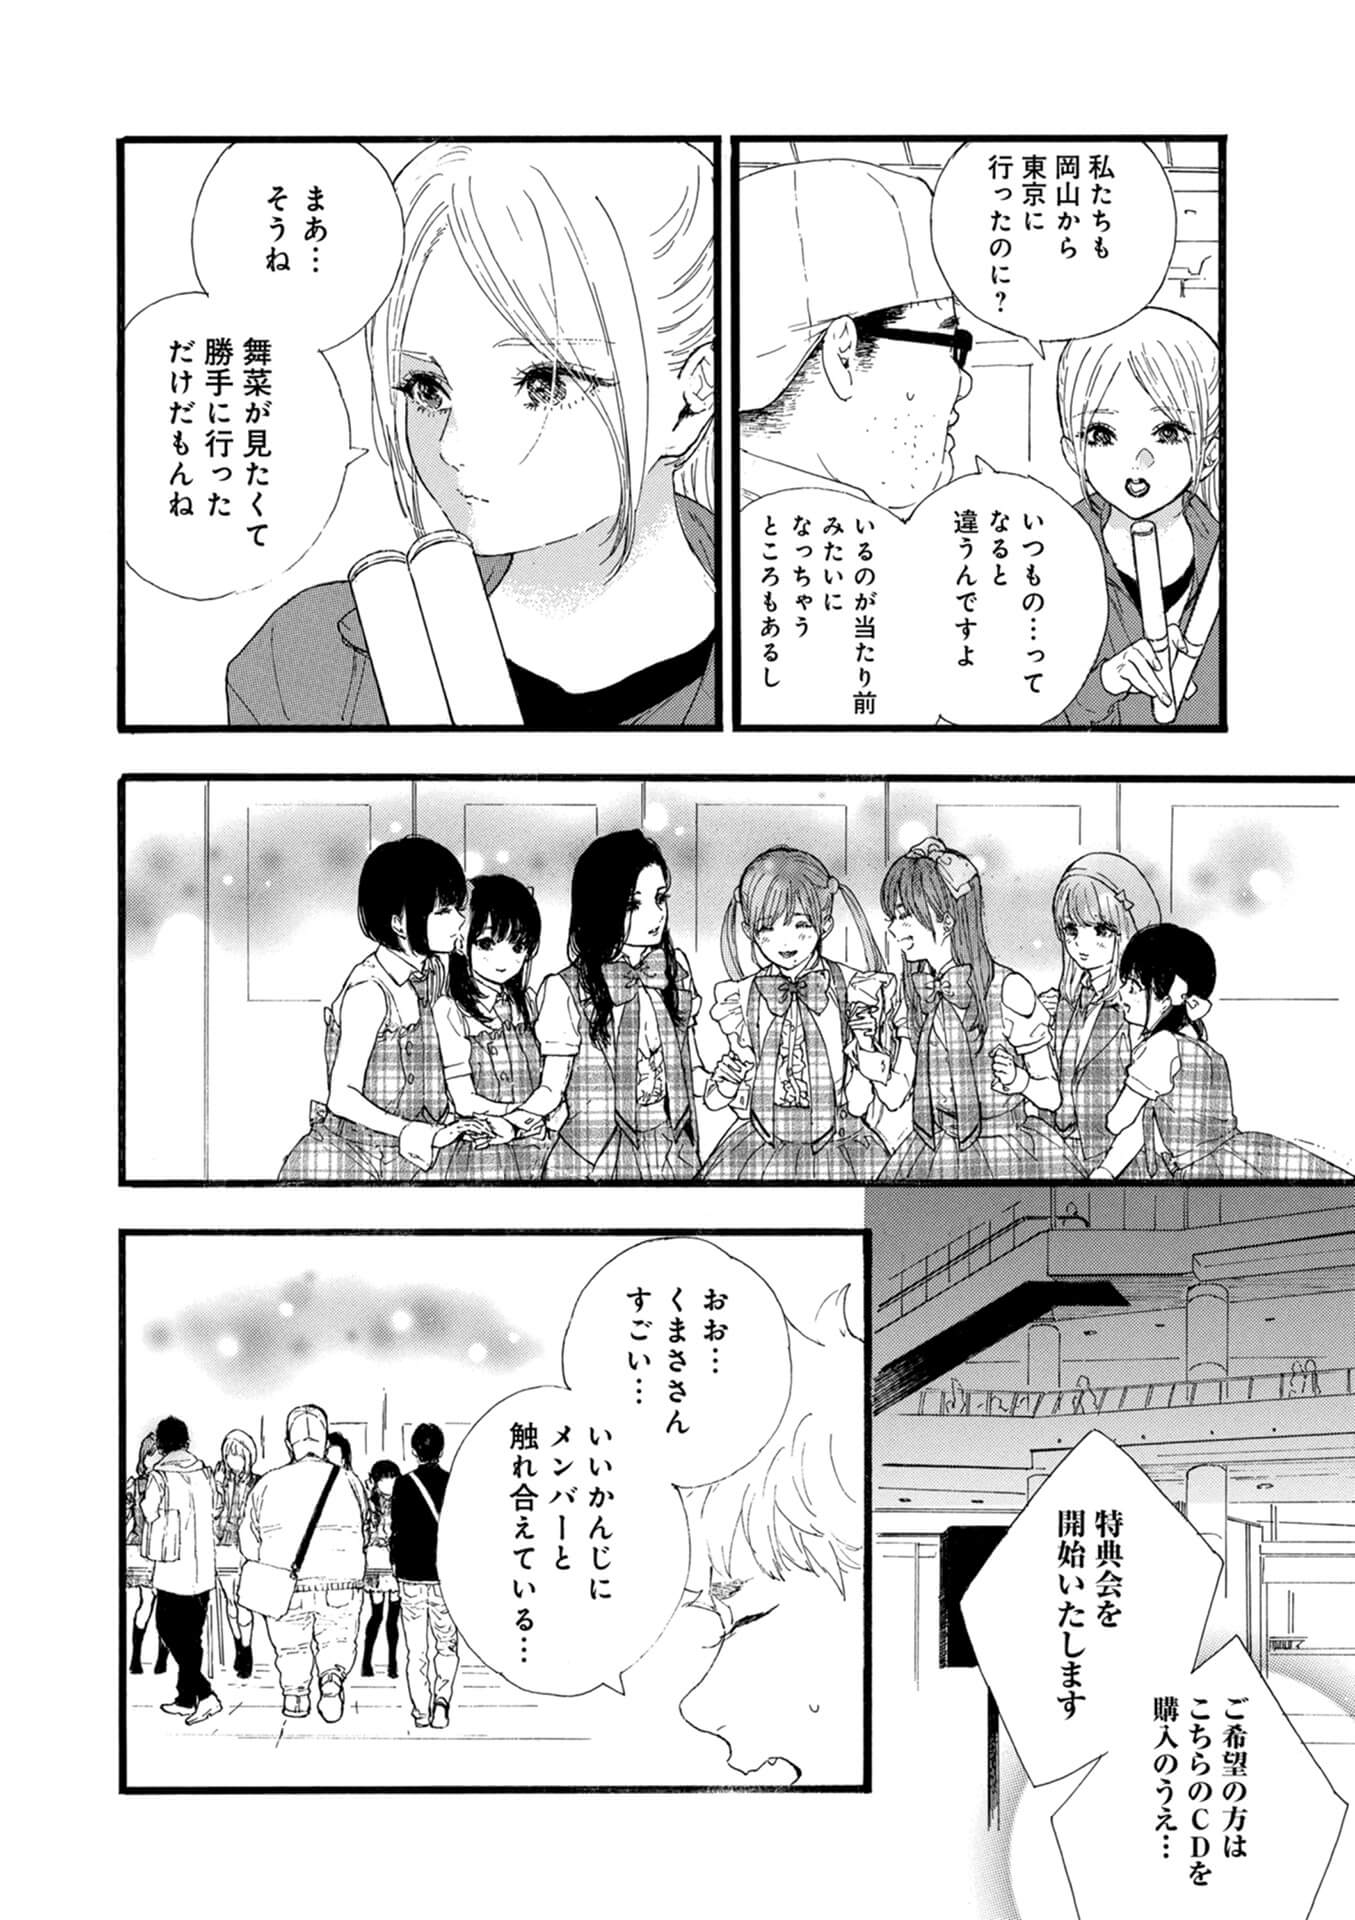 私たちも
岡山から
東京に
行ったのに?
いつもの…って
なると
違うんですよ
いるのが当たり前
みたいに
なっちゃう
ところもあるし
まあ…
そうね
舞菜が見たくて
勝手に行った
だけだもんね
特典会を
開始いたします
ご希望の方は
こちらのCDを
購入のうえ…
おお…
くまささん
すごい…
いいかんじに
メンバーと
触れ合えている…